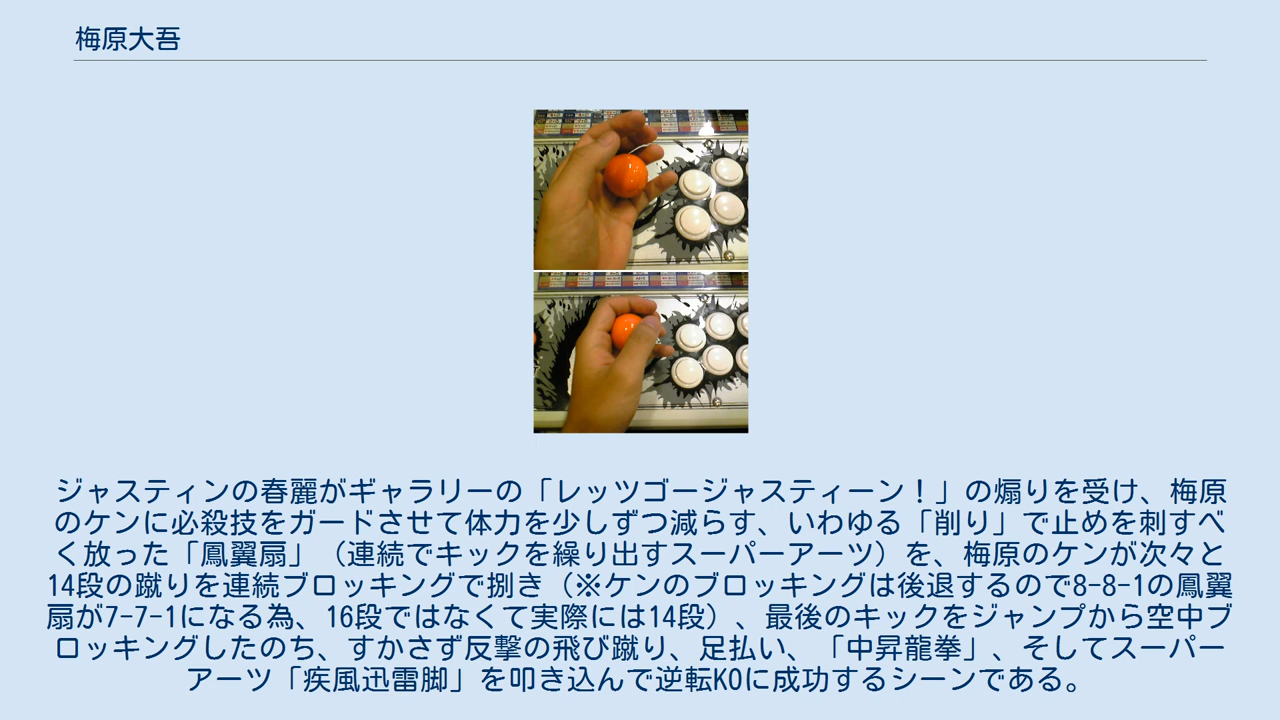 梅原大吾
ジャスティンの春麗がギャラリーの「レッツゴージャスティーン！」の煽りを受け、梅原
のケンに必殺技をガードさせて体力を少しずつ減らす、いわゆる「削り」で止めを刺すべ
く放った「鳳翼扇」（連続でキックを繰り出すスーパーアーツ）を、梅原のケンが次々と
14段の蹴りを連続ブロッキングで捌き（※ケンのブロッキングは後退するので8-8-1の鳳翼
扇が7-7-1になる為、16段ではなくて実際には14段）、最後のキックをジャンプから空中ブ
ロッキングしたのち、すかさず反撃の飛び蹴り、足払い、「中昇龍拳」、そしてスーパー
アーツ「疾風迅雷脚」を叩き込んで逆転KOに成功するシーンである。